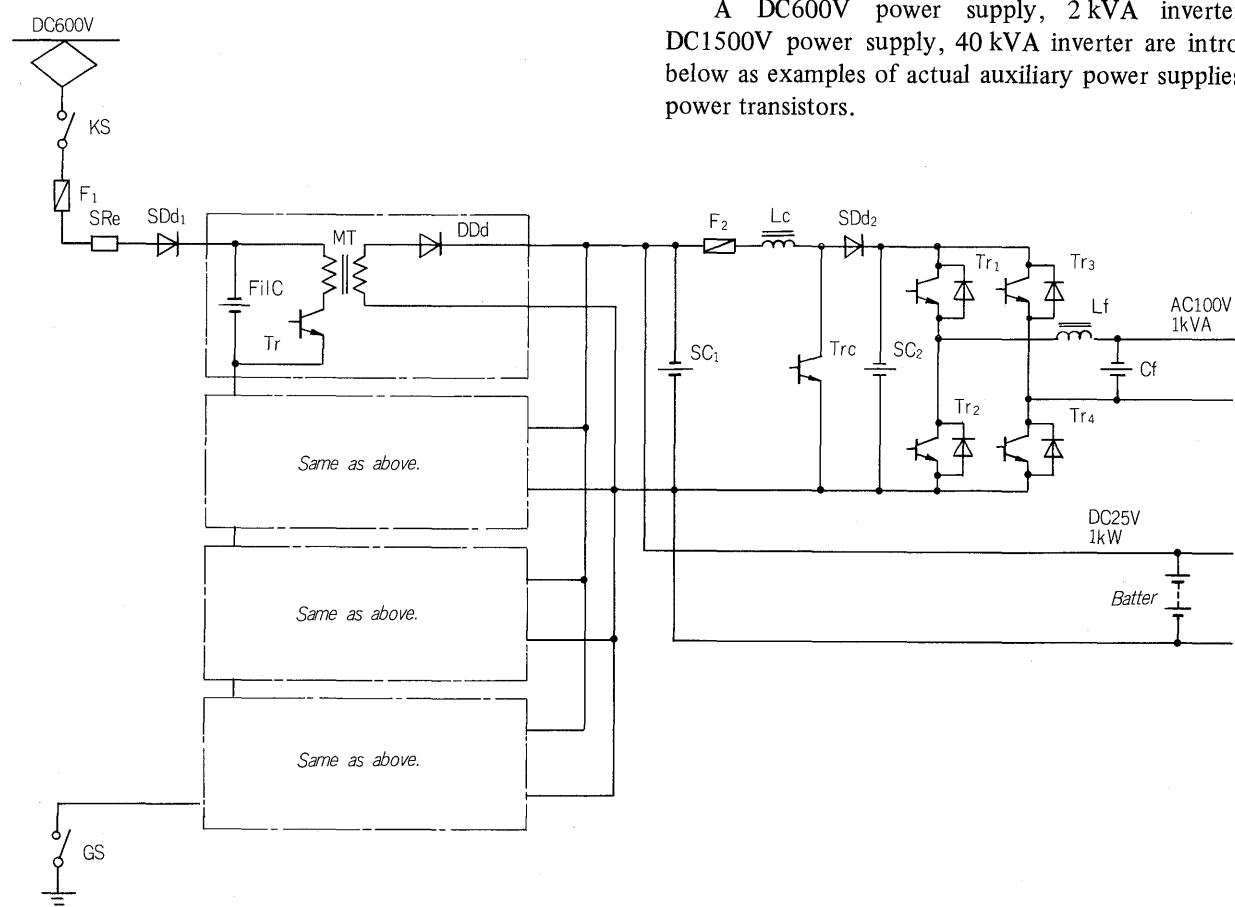 A DC600V power supply, 2 kVA inverte
DC1500V power supply, 40 kVA inverter are intro
below as examples of actual auxiliary power supplies
power transistors.
DC600V
KS
F₁
SRe
SDd₁
MT
DDd
FilC
Tr
F₂
Lc
SDd₂
SC₁
Trc
SC₂
Tr₁
Tr₃
Lf
AC100V
1kVA
Cf
Tr₂
Tr₄
Same as above.
DC25V
1kW
Batter
Same as above.
Same as above.
GS